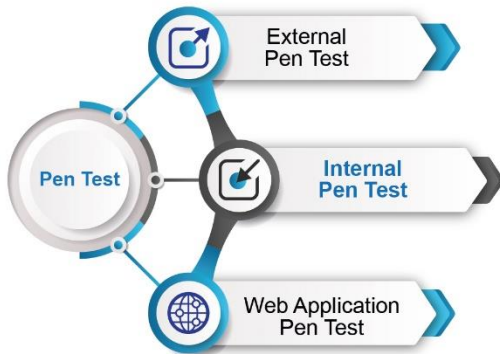 External
Pen Test
Pen Test
Internal
Pen Test
Web Application
Pen Test